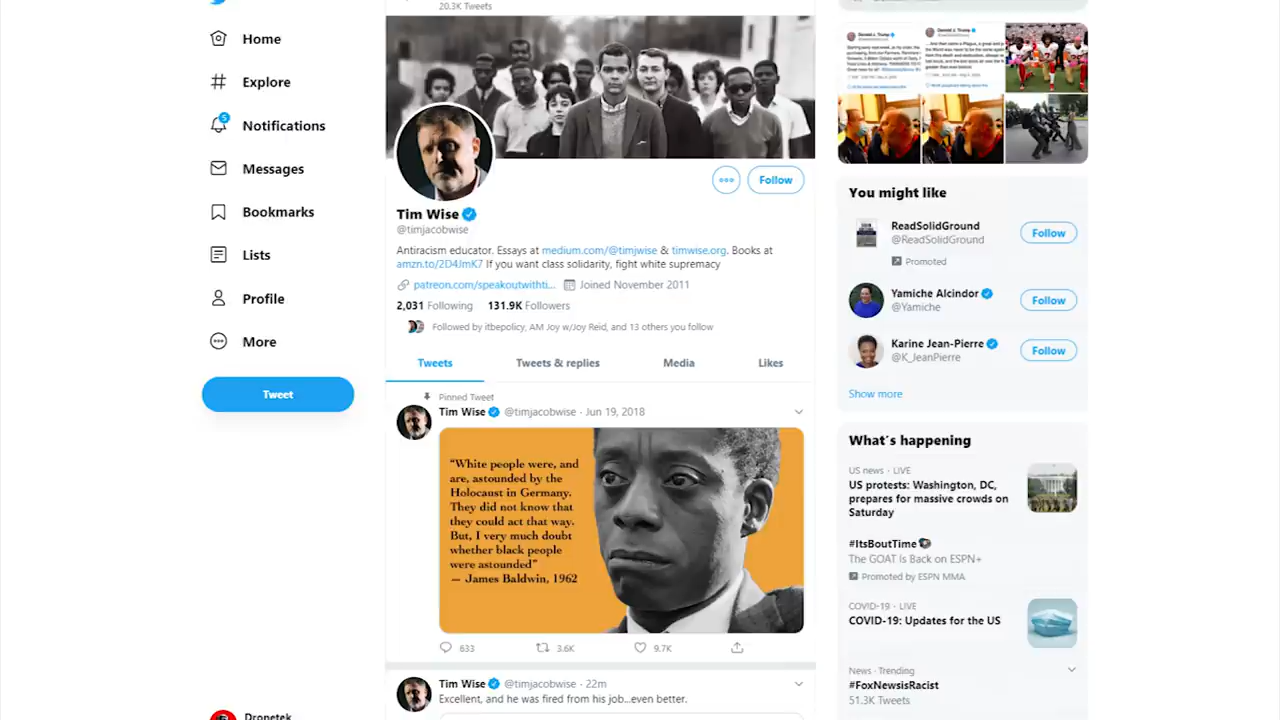 20.3K Tweets
Home
Explore
5
Notifications
Messages
Bookmarks
Lists
Profile
More
Tweet
Follow
Tim Wise
@timjacobwise
Antiracism educator. Essays at medium.com/@timjwise & timwise.org. Books at
amzn.to/2D4JmK7 If you want class solidarity, fight white supremacy
patreon.com/speakoutwithti... Joined November 2011
2,031 Following 131.9K Followers
Followed by itbepolicy, AM Joy w/Joy Reid, and 13 others you follow
Tweets Tweets & replies Media Likes
Pinned Tweet
Tim Wise @timjacobwise · Jun 19, 2018
“White people were, and
are, astounded by the
Holocaust in Germany.
They did not know that
they could act that way.
But, I very much doubt
whether black people
were astounded”
— James Baldwin, 1962
633 3.6K 9.7K
Tim Wise @timjacobwise · 22m
Excellent, and he was fired from his job...even better.
Donald J. Trump
Donald J. Trump
You might like
ReadSolidGround
@ReadSolidGround
Follow
Promoted
Yamiche Alcindor
@Yamiche
Follow
Karine Jean-Pierre
@K_JeanPierre
Follow
Show more
What's happening
US news · LIVE
US protests: Washington, DC,
prepares for massive crowds on
Saturday
#ItsBoutTime
The GOAT is Back on ESPN+
Promoted by ESPN MMA
COVID-19 · LIVE
COVID-19: Updates for the US
News · Trending
#FoxNewsisRacist
51.3K Tweets
Dronetek